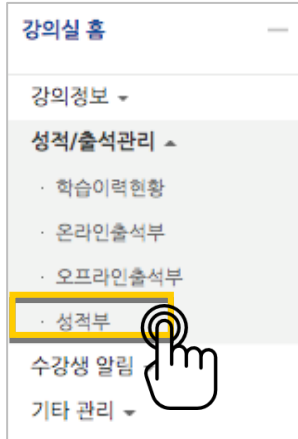 강의실 홈
강의정보
성적/출석관리
· 학습이력현황
· 온라인출석부
· 오프라인출석부
· 성적부
수강생 알림
기타 관리